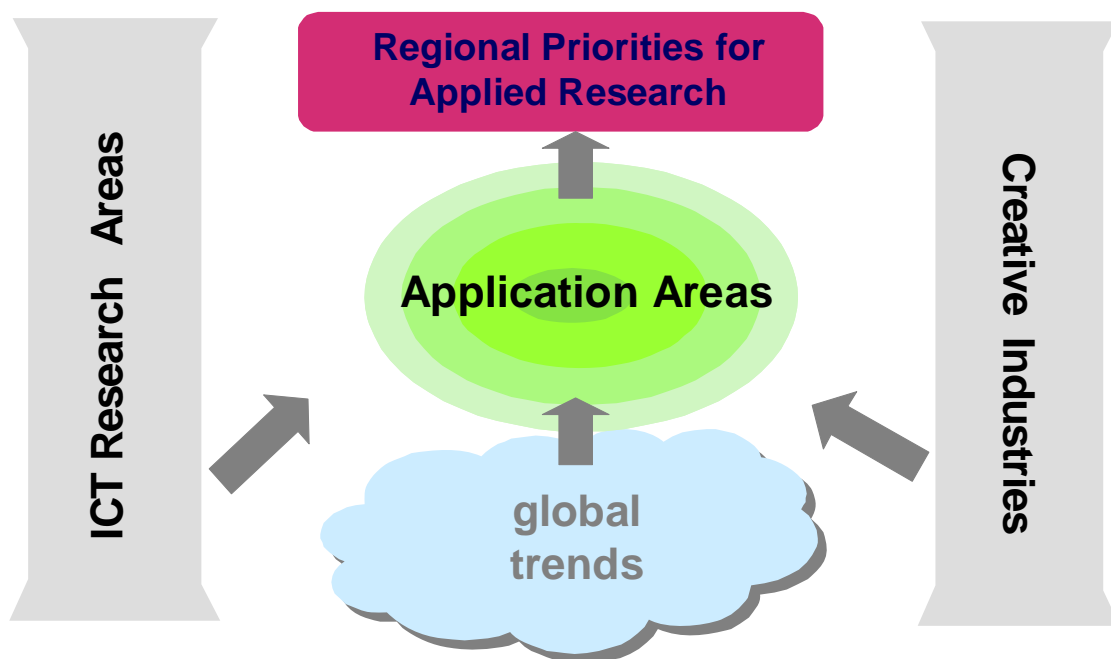 Regional Priorities for
Applied Research
ICT Research Areas
Application Areas
Creative Industries
global
trends